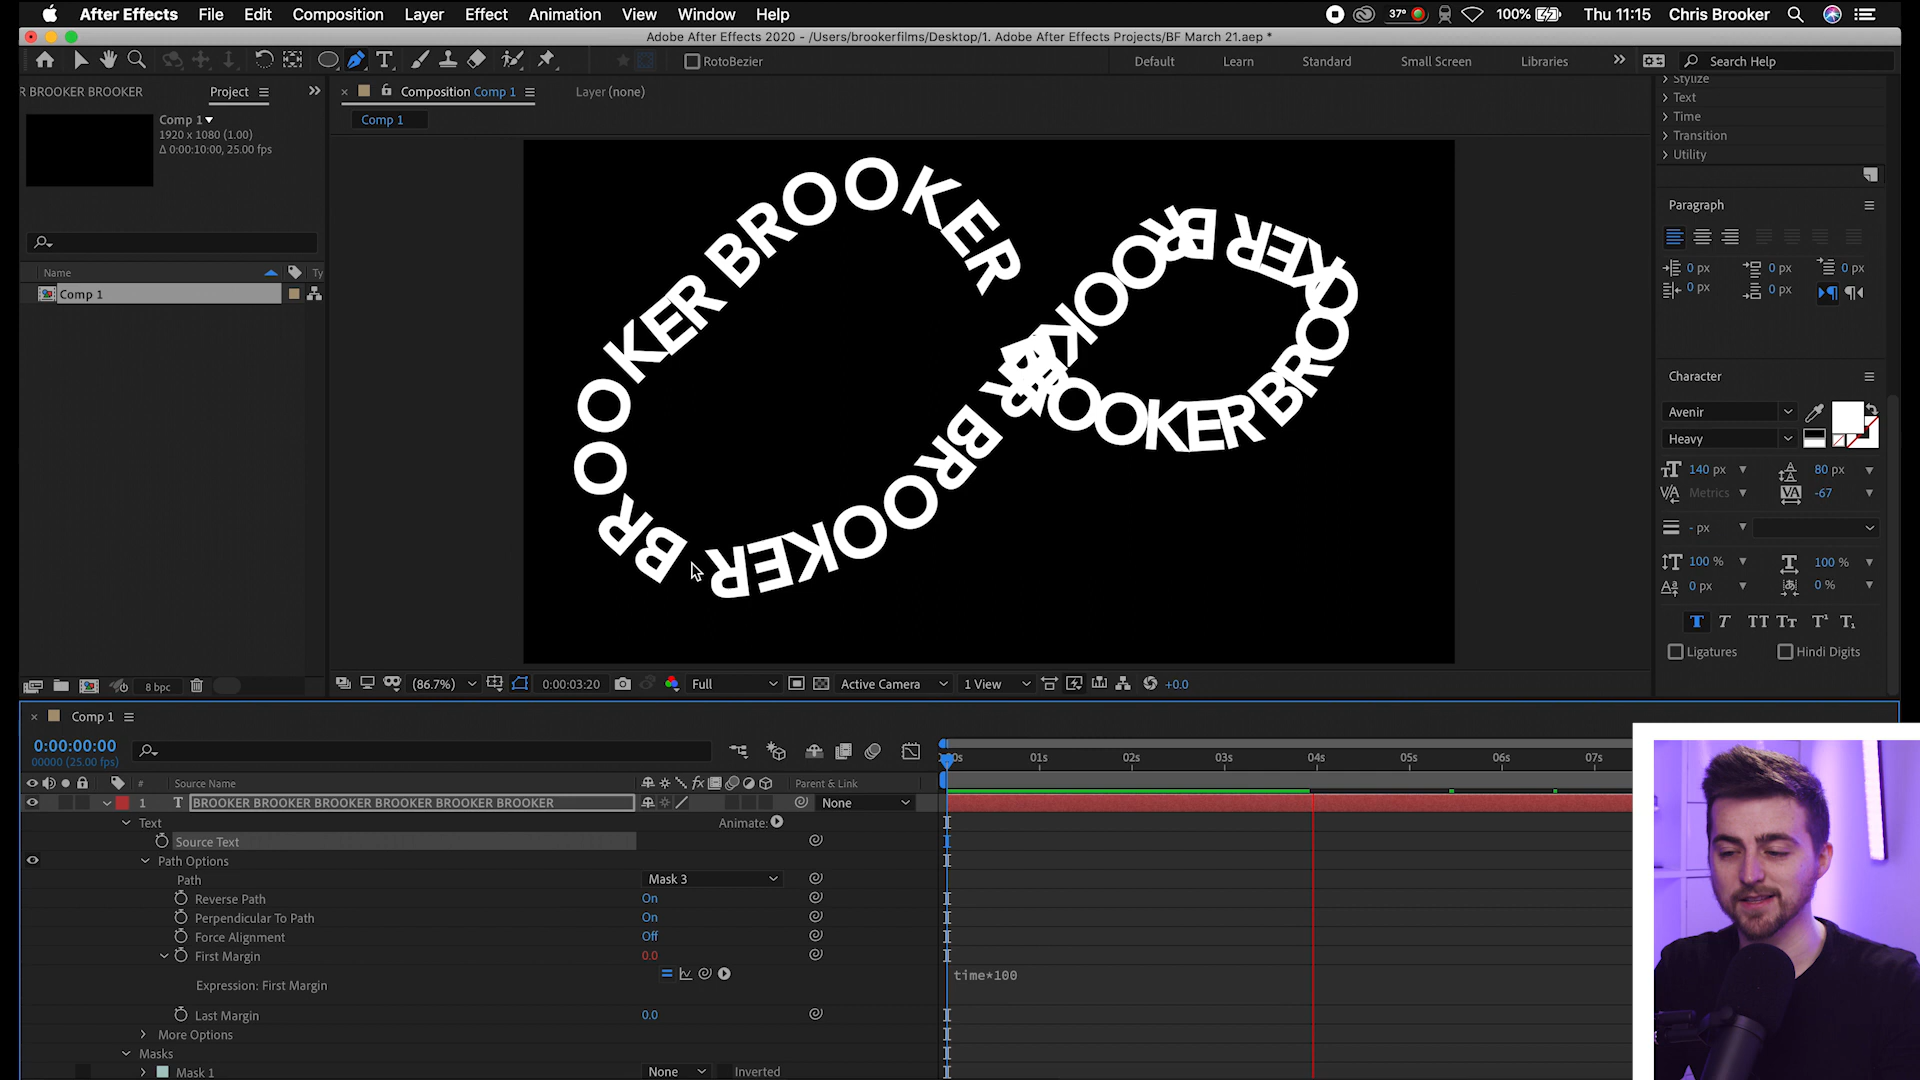 After Effects File Edit Composition Layer Effect Animation View Window Help 37° 100% Thu 11:15 Chris Brooker
Adobe After Effects 2020 - /Users/brookerfilms/Desktop/1. Adobe After Effects Projects/BF March 21.aep *
RotoBezier Default Learn Standard Small Screen Libraries Search Help
R BROOKER BROOKER Project
Composition Comp 1 Layer (none)
Comp 1
1920 x 1080 (1.00)
Δ 0:00:10:00, 25.00 fps
Comp 1
Name Ty
Comp 1
8 bpc
BROOKER BROOKER BROOKER BROOKER BROOKER BROOKER
(86.7%) 0:00:03:20 Full Active Camera 1 View +0.0
Stylize
Text
Time
Transition
Utility
Paragraph
0 px 0 px 0 px
0 px 0 px
Character
Avenir
Heavy
140 px 80 px
Metrics -67
- px
100 % 100 %
0 px 0 %
T T TT Tt T¹ T₁
Ligatures Hindi Digits
Comp 1
0:00:00:00
00000 (25.00 fps)
0s 01s 02s 03s 04s 05s 06s 07s
# Source Name fx Parent & Link
1 T BROOKER BROOKER BROOKER BROOKER BROOKER BROOKER None
Text Animate:
Source Text
Path Options
Path Mask 3
Reverse Path On
Perpendicular To Path On
Force Alignment Off
First Margin 0.0
Expression: First Margin time*100
Last Margin 0.0
More Options
Masks
Mask 1 None Inverted